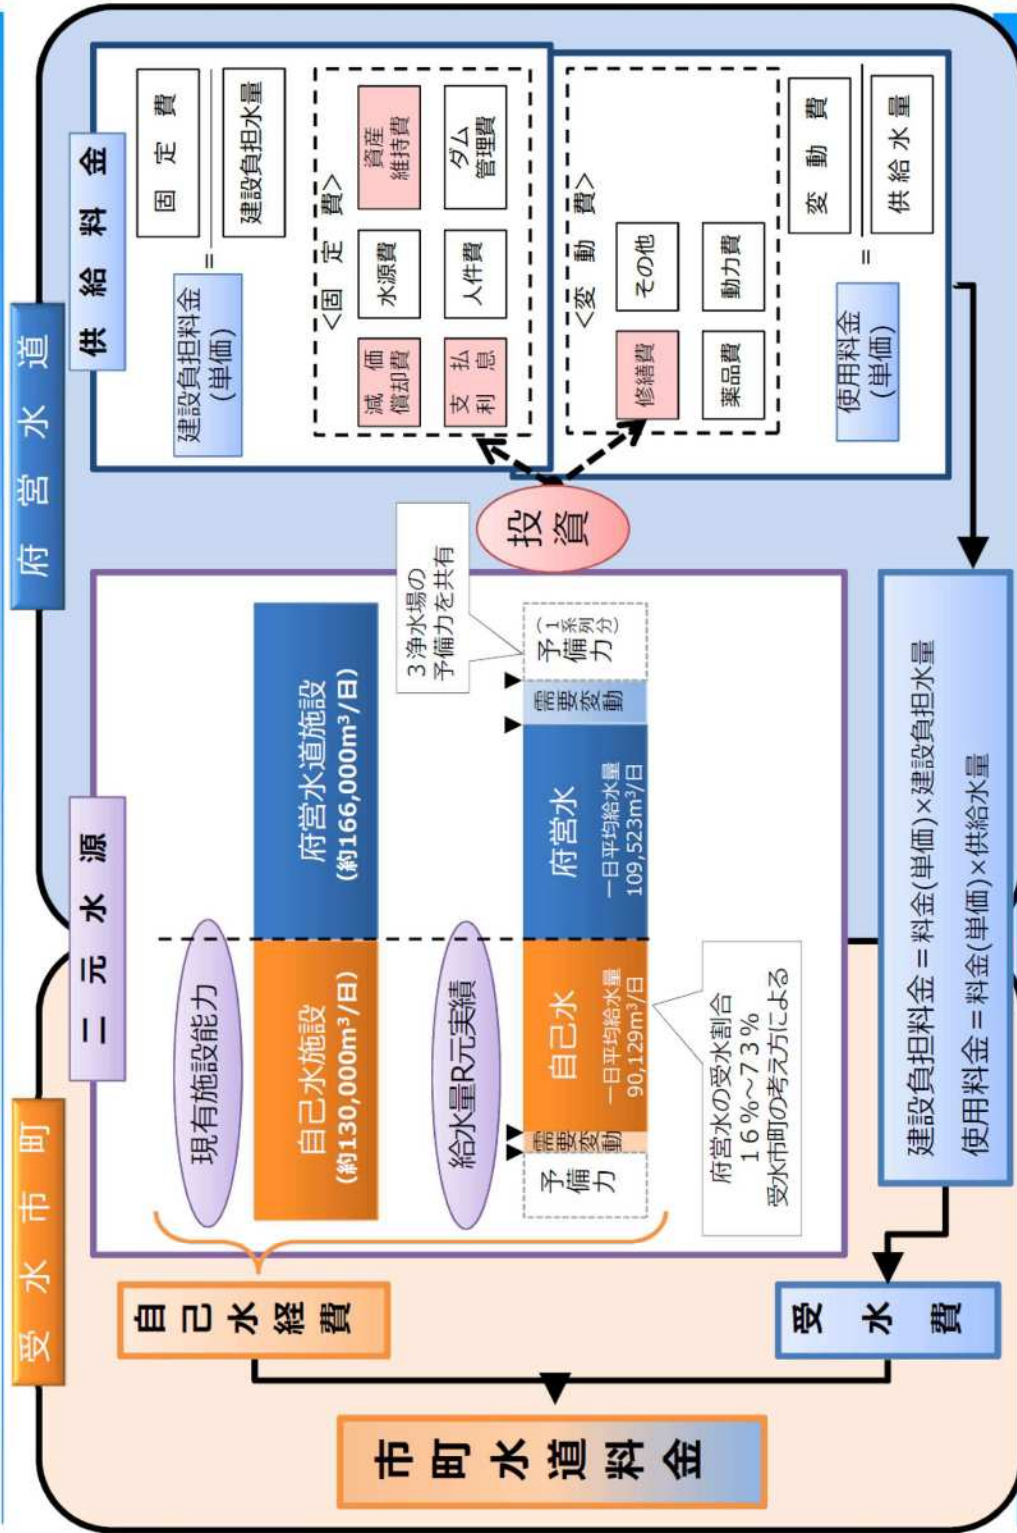 受水市町
府営水道
市町水道料金
自己水経費
受水費
二元水源
現有施設能力
自己水施設
(約130,000m³/日)
府営水道施設
(約166,000m³/日)
給水量R元実績
予備力
需要変動
自己水
一日平均給水量
90,129m³/日
府営水
一日平均給水量
109,523m³/日
需要変動
予備力
(1系列分)
3浄水場の
予備力を共有
府営水の受水割合
16%~73%
受水市町の考え方による
建設負担料金=料金(単価)×建設負担水量
使用料金=料金(単価)×供給水量
投資
供給料金
建設負担料金
(単価)
=
固定費
建設負担水量
<固定費>
減価
償却費
水源費
資産
維持費
支払
利息
人件費
ダム
管理費
<変動費>
修繕費
その他
薬品費
動力費
使用料金
(単価)
=
変動費
供給水量